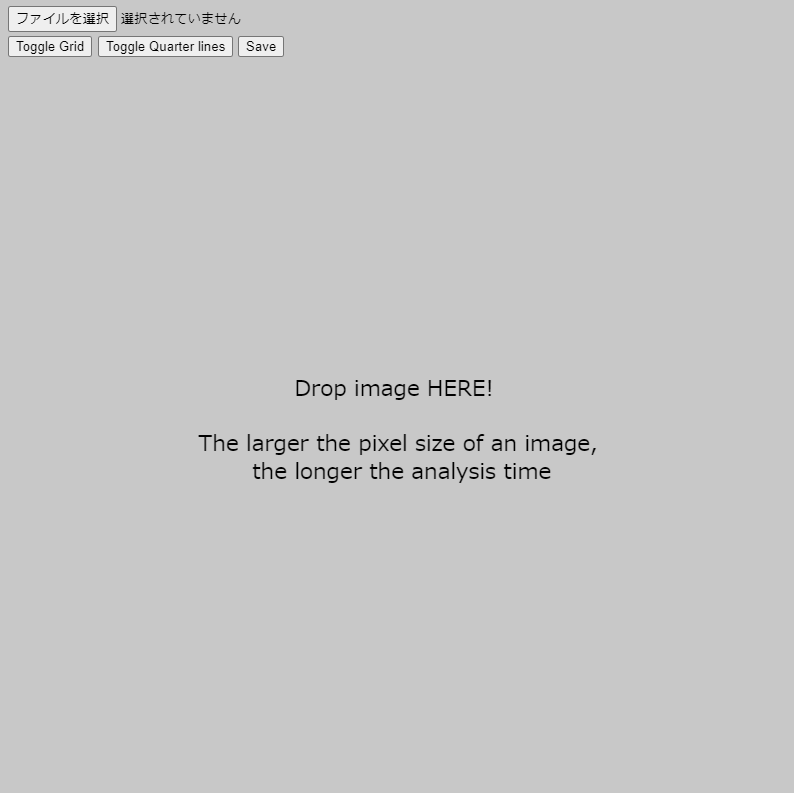 ファイルを選択 選択されていません
Toggle Grid Toggle Quarter lines Save
Drop image HERE!
The larger the pixel size of an image,
the longer the analysis time